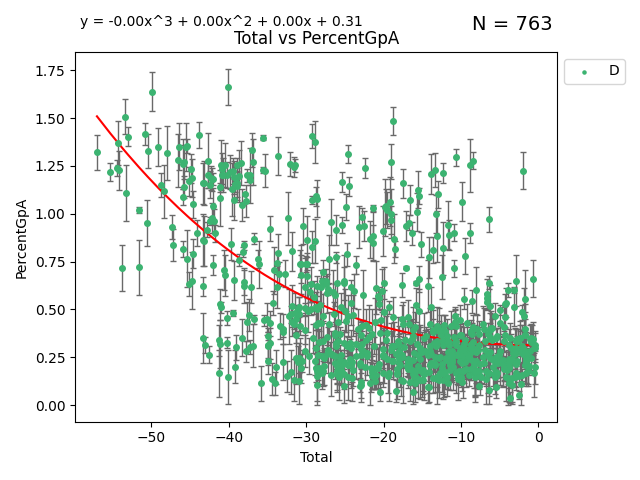 y = -0.00x^3 + 0.00x^2 + 0.00x + 0.31
N = 763
Total vs PercentGpA
D
PercentGpA
1.75
1.50
1.25
1.00
0.75
0.50
0.25
0.00
−50
−40
−30
−20
−10
0
Total